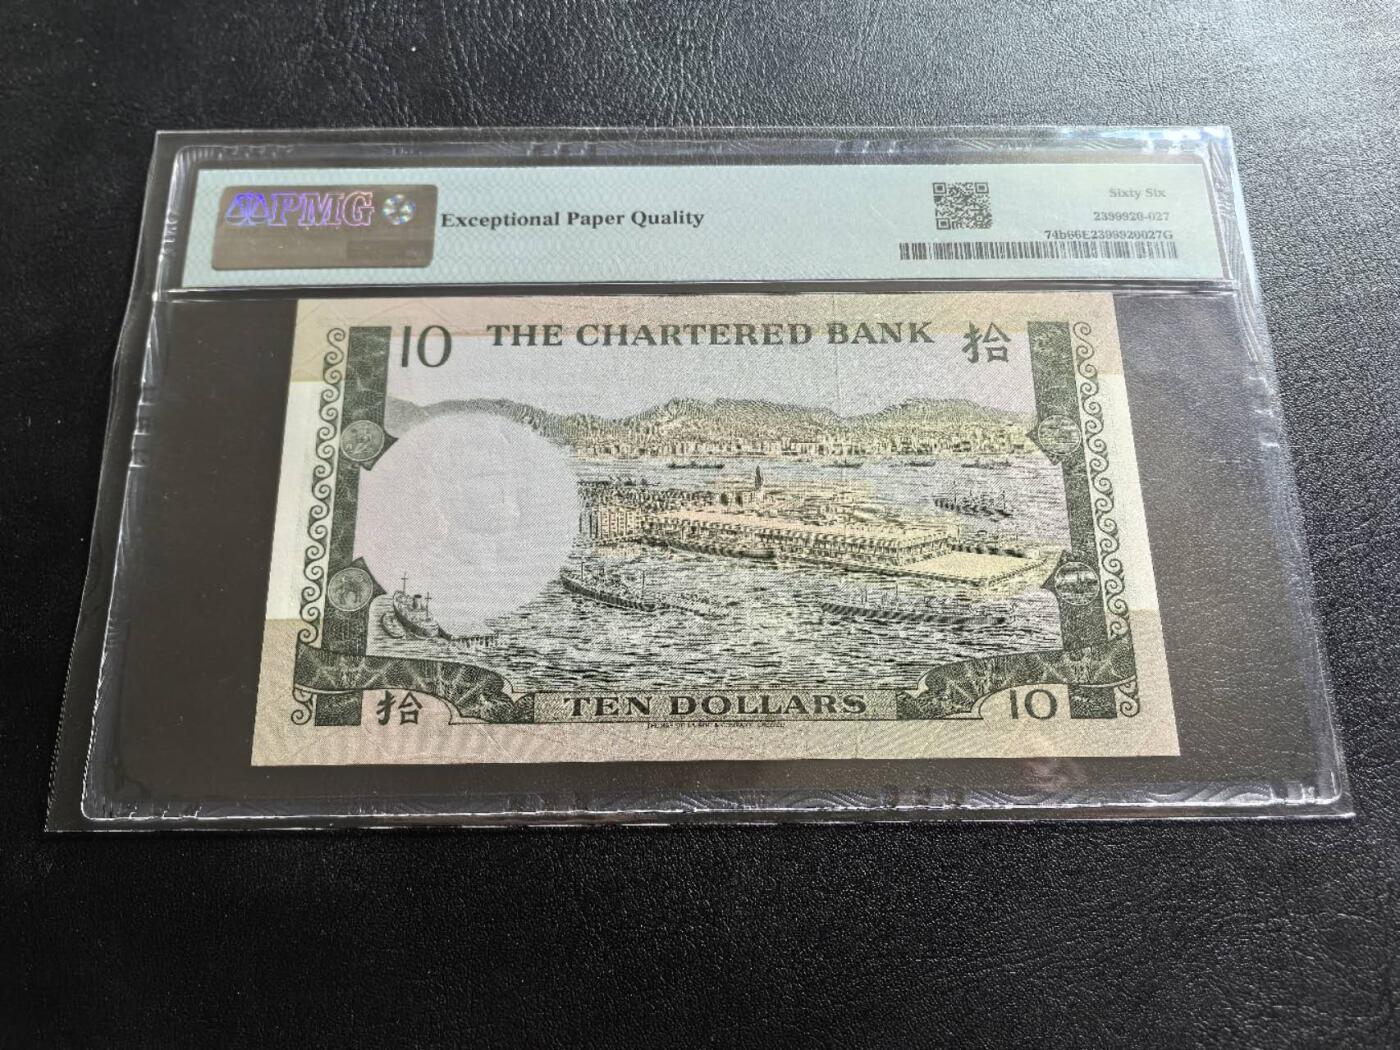 PMG
Exceptional Paper Quality
Sixty Six
2399920-027
74b66E2399920027G
10 THE CHARTERED BANK 拾
拾 TEN DOLLARS 10